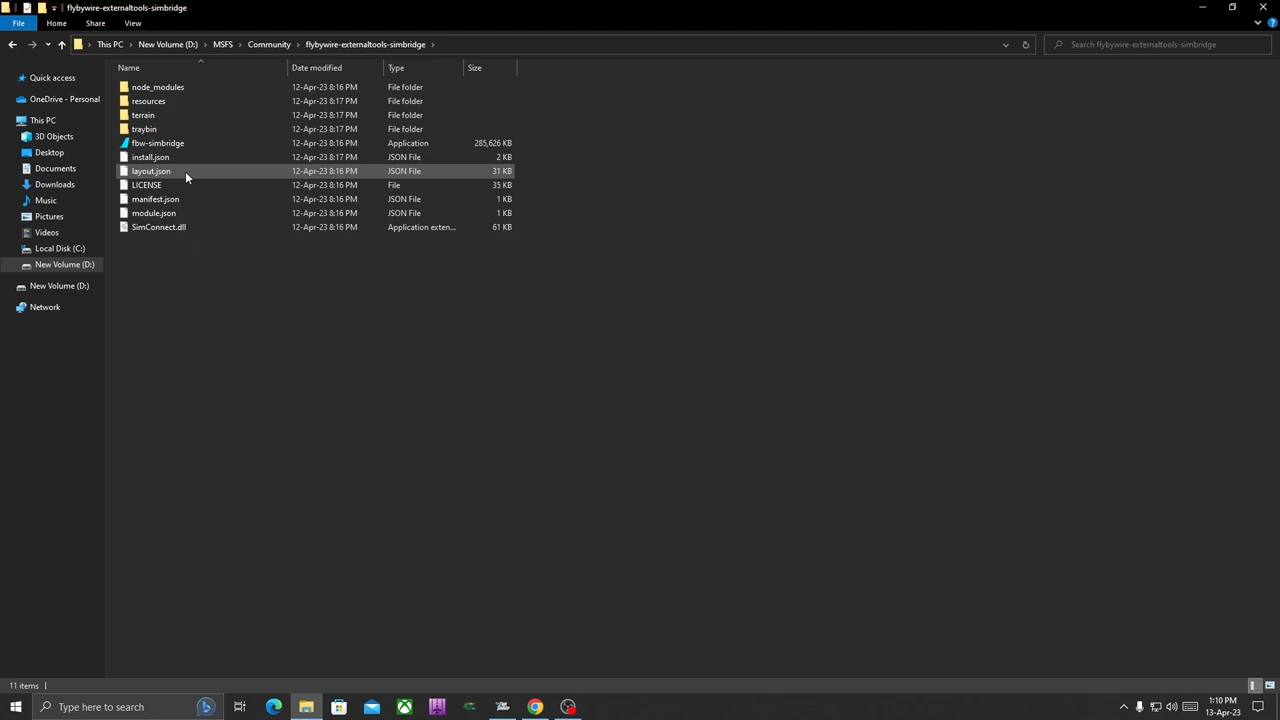 flybywire-externaltools-simbridge
File Home Share View
This PC New Volume (D:) MSFS Community flybywire-externaltools-simbridge Search flybywire-externaltools-simbridge
Name Date modified Type Size
Quick access
OneDrive - Personal
This PC
3D Objects
Desktop
Documents
Downloads
Music
Pictures
Videos
Local Disk (C:)
New Volume (D:)
New Volume (D:)
Network
node_modules 12-Apr-23 8:16 PM File folder
resources 12-Apr-23 8:17 PM File folder
terrain 12-Apr-23 8:16 PM File folder
traybin 12-Apr-23 8:17 PM File folder
fbw-simbridge 12-Apr-23 8:16 PM Application 285,626 KB
install.json 12-Apr-23 8:17 PM JSON File 2 KB
layout.json 12-Apr-23 8:16 PM JSON File 31 KB
LICENSE 12-Apr-23 8:16 PM File 35 KB
manifest.json 12-Apr-23 8:16 PM JSON File 1 KB
module.json 12-Apr-23 8:16 PM JSON File 1 KB
SimConnect.dll 12-Apr-23 8:16 PM Application exten... 61 KB
11 items
Type here to search
1:10 PM
13-Apr-23